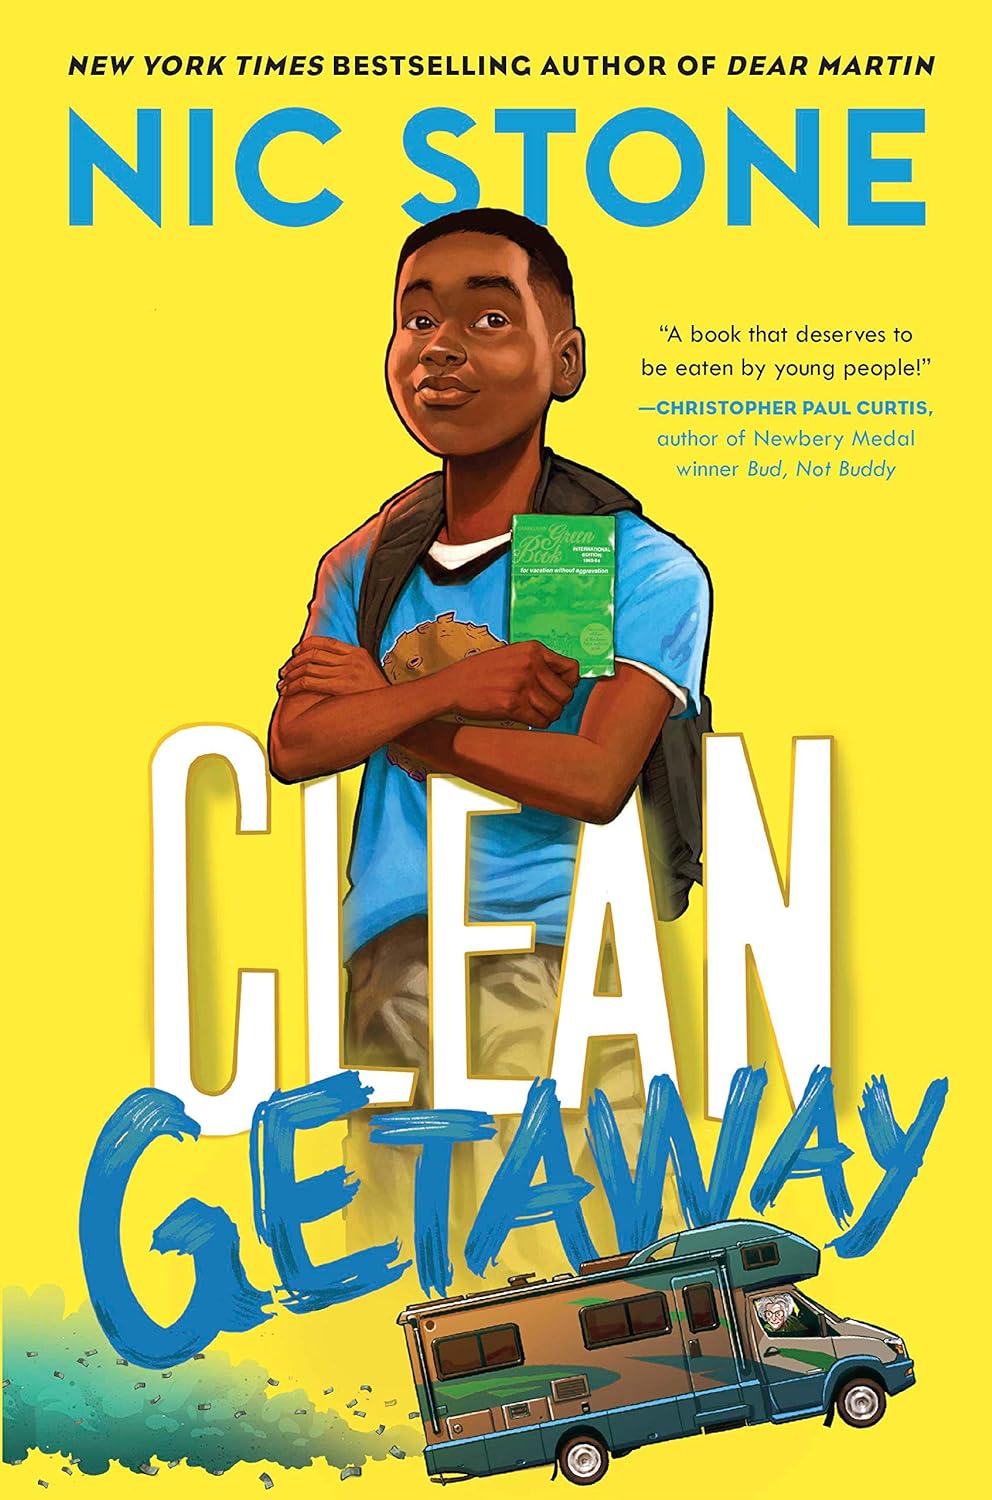 NEW YORK TIMES BESTSELLING AUTHOR OF DEAR MARTIN
NIC STONE
“A book that deserves to
be eaten by young people!”
—CHRISTOPHER PAUL CURTIS,
author of Newbery Medal
winner Bud, Not Buddy
Green
Book
INTERNATIONAL
EDITION
1963-64
for vacation without aggravation
CLEAN
GETAWAY